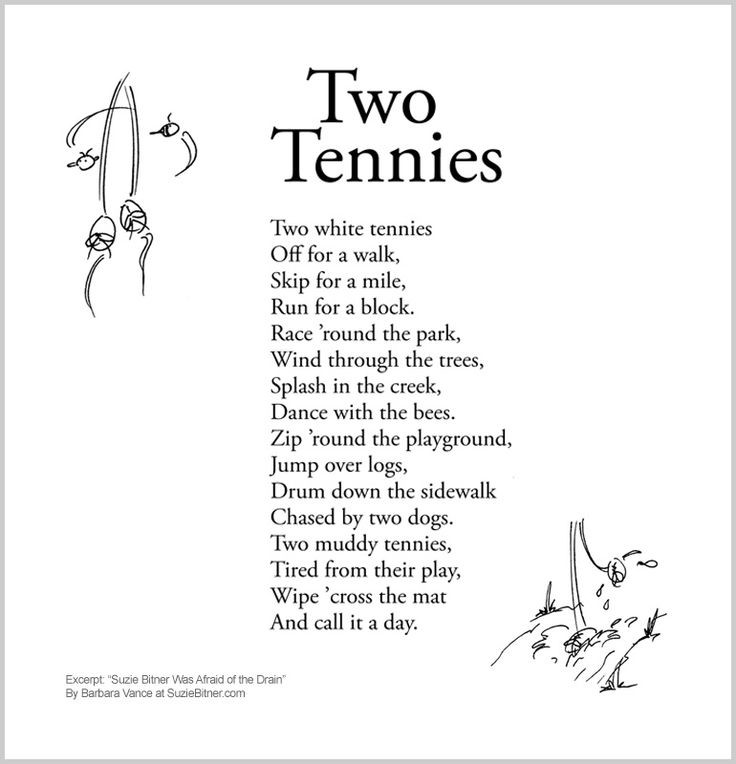 Two
Tennies
Two white tennies
Off for a walk,
Skip for a mile,
Run for a block.
Race ’round the park,
Wind through the trees,
Splash in the creek,
Dance with the bees.
Zip ’round the playground,
Jump over logs,
Drum down the sidewalk
Chased by two dogs.
Two muddy tennies,
Tired from their play,
Wipe ’cross the mat
And call it a day.
Excerpt: “Suzie Bitner Was Afraid of the Drain”
By Barbara Vance at SuzieBitner.com